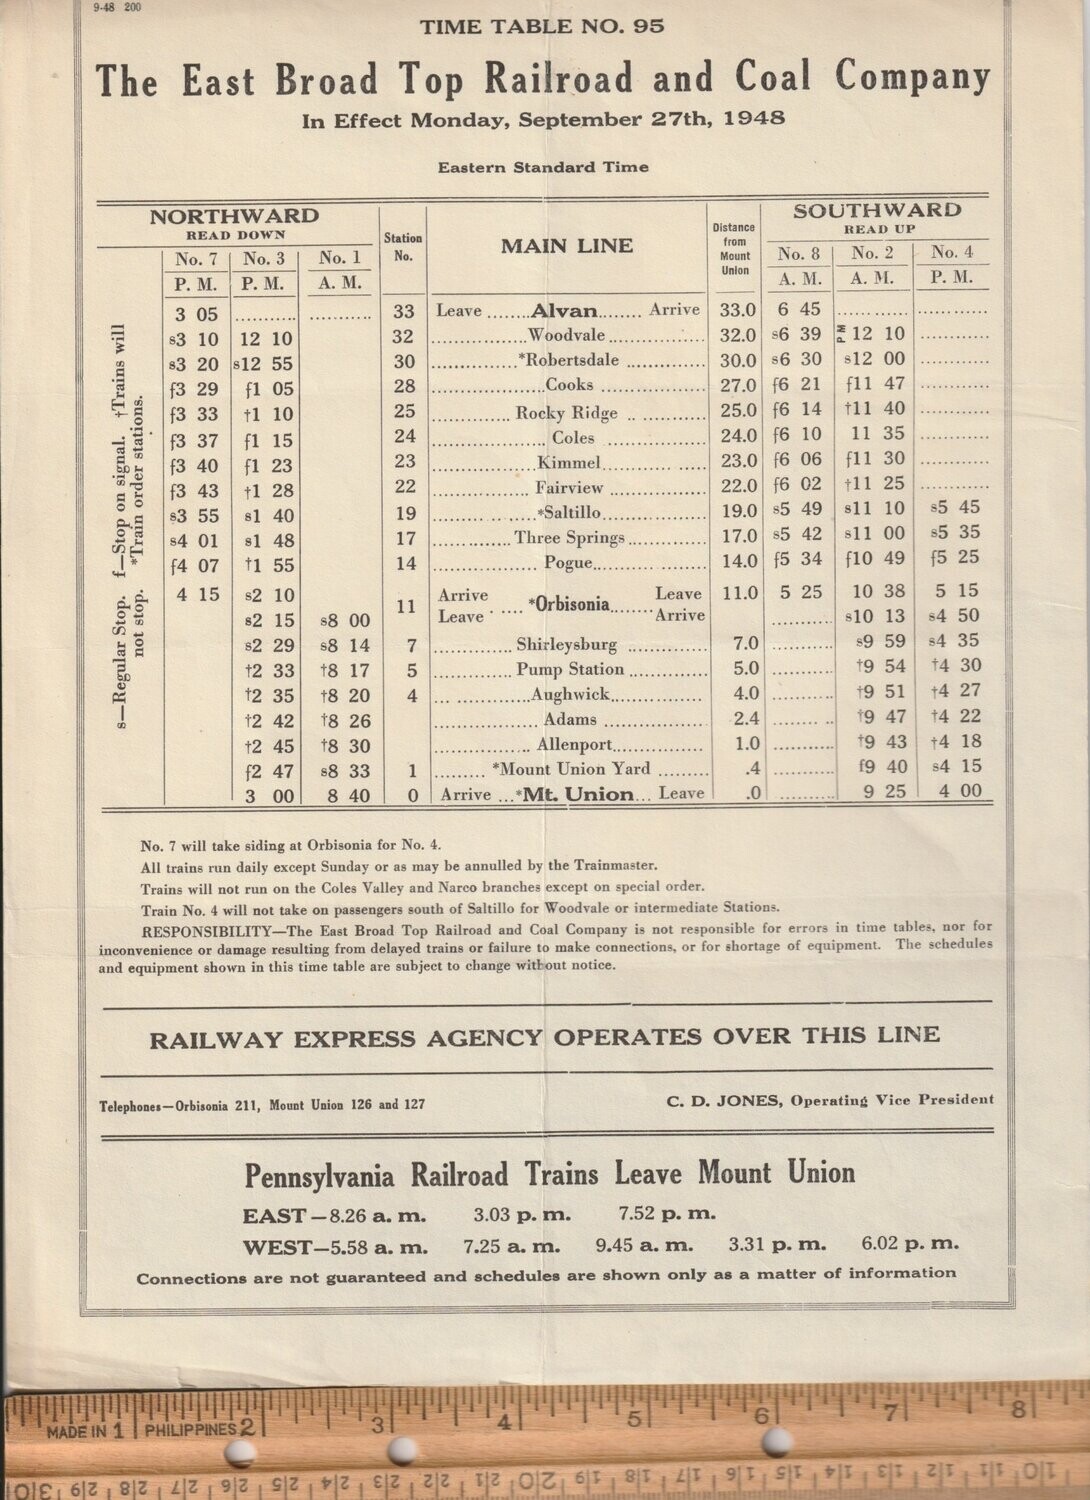 9-48 200
TIME TABLE NO. 95
The East Broad Top Railroad and Coal Company
In Effect Monday, September 27th, 1948
Eastern Standard Time
NORTHWARD
READ DOWN
Station No.
MAIN LINE
Distance from Mount Union
SOUTHWARD
READ UP
No. 7 No. 3 No. 1 No. 8 No. 2 No. 4
P. M. P. M. A. M. A. M. A. M. P. M.
3 05 .......... .......... 33 Leave ........Alvan....... Arrive 33.0 6 45 ............ ............
s3 10 12 10 32 ................Woodvale................ 32.0 s6 39 PM 12 10 ............
s3 20 s12 55 30 ..............*Robertsdale ............. 30.0 s6 30 s12 00 ............
f3 29 f1 05 28 ...................Cooks ................... 27.0 f6 21 f11 47 ............
f3 33 †1 10 25 ............. Rocky Ridge .. ........... 25.0 f6 14 †11 40 ............
f3 37 f1 15 24 .................... Coles ................ 24.0 f6 10 11 35 ............
f3 40 f1 23 23 ..................Kimmel............. ..... 23.0 f6 06 f11 30 ............
f3 43 †1 28 22 ................. Fairview ................ 22.0 f6 02 †11 25 ............
s3 55 s1 40 19 .................*Saltillo.................. 19.0 s5 49 s11 10 s5 45
s4 01 s1 48 17 ..............Three Springs.............. 17.0 s5 42 s11 00 s5 35
f4 07 †1 55 14 ................... Pogue.................... 14.0 f5 34 f10 49 f5 25
4 15 s2 10 Arrive Leave 11.0 5 25 10 38 5 15
11 ..... *Orbisonia........
s2 15 s8 00 Leave Arrive ........... s10 13 s4 50
s2 29 s8 14 7 .............. Shirleysburg .............. 7.0 ........... s9 59 s4 35
†2 33 †8 17 5 ..............Pump Station.............. 5.0 ........... †9 54 †4 30
†2 35 †8 20 4 ... .............Aughwick................ 4.0 ........... †9 51 †4 27
†2 42 †8 26 .................. Adams .................. 2.4 ........ .. †9 47 †4 22
†2 45 †8 30 ................. Allenport................ 1.0 ........... †9 43 †4 18
f2 47 s8 33 1 ......... *Mount Union Yard ......... .4 ........... f9 40 s4 15
3 00 8 40 0 Arrive ...*Mt. Union... Leave .0 .......... 9 25 4 00
s—Regular Stop. f—Stop on signal. †Trains will
not stop. *Train order stations.
No. 7 will take siding at Orbisonia for No. 4.
All trains run daily except Sunday or as may be annulled by the Trainmaster.
Trains will not run on the Coles Valley and Narco branches except on special order.
Train No. 4 will not take on passengers south of Saltillo for Woodvale or intermediate Stations.
RESPONSIBILITY—The East Broad Top Railroad and Coal Company is not responsible for errors in time tables, nor for
inconvenience or damage resulting from delayed trains or failure to make connections, or for shortage of equipment. The schedules
and equipment shown in this time table are subject to change without notice.
RAILWAY EXPRESS AGENCY OPERATES OVER THIS LINE
Telephones—Orbisonia 211, Mount Union 126 and 127 C. D. JONES, Operating Vice President
Pennsylvania Railroad Trains Leave Mount Union
EAST—8.26 a. m. 3.03 p. m. 7.52 p. m.
WEST—5.58 a. m. 7.25 a. m. 9.45 a. m. 3.31 p. m. 6.02 p. m.
Connections are not guaranteed and schedules are shown only as a matter of information
MADE IN 1 PHILIPPINES 2 3 4 5 6 7 8
30 29 28 27 26 25 24 23 22 21 20 19 18 17 16 15 14 13 12 11 10